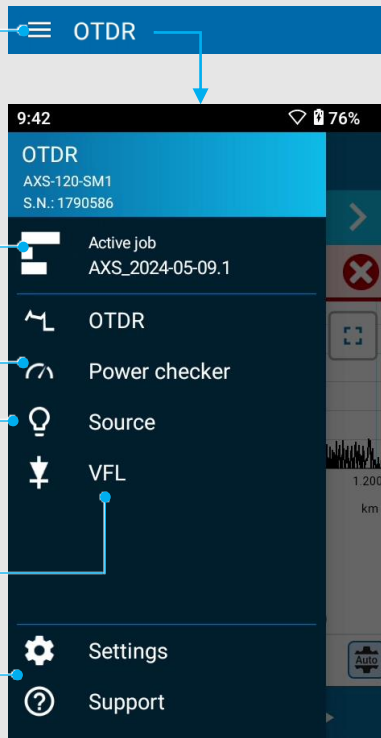 OTDR
9:42
76%
OTDR
AXS-120-SM1
S.N.: 1790586
Active job
AXS_2024-05-09.1
OTDR
Power checker
Source
VFL
1.200
km
Settings
Auto
Support